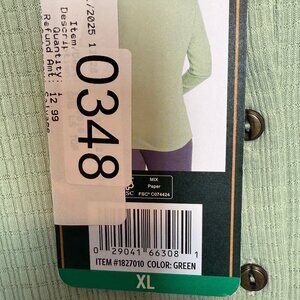 /2025 1
Item
Descri
Quantity:
Refund Amt:
12.99
0348
FSC
MIX
Paper
FSC® C074424
0 29041 66308 1
ITEM #1827010 COLOR: GREEN
XL